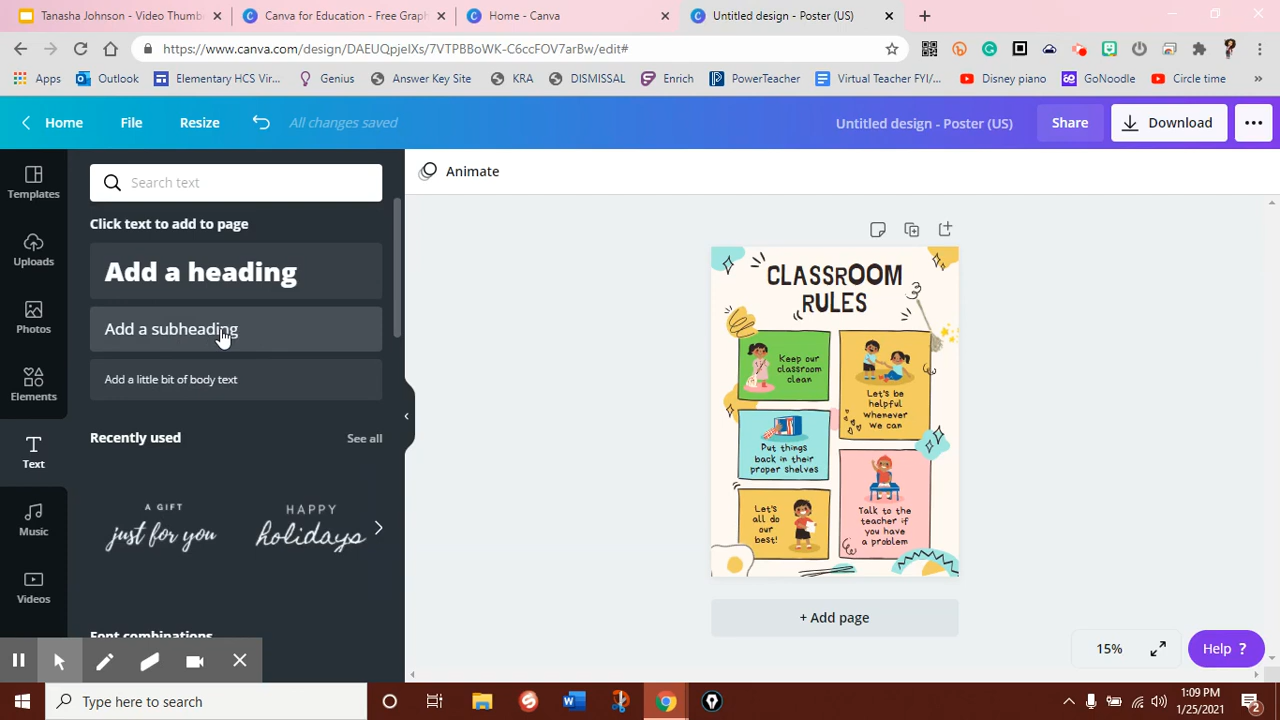 Tanasha Johnson - Video Thumb
Canva for Education - Free Grap
Home - Canva
Untitled design - Poster (US)
https://www.canva.com/design/DAEUQpjelXs/7VTPBBoWK-C6ccFOV7arBw/edit#
Apps
Outlook
Elementary HCS Vir...
Genius
Answer Key Site
KRA
DISMISSAL
Enrich
PowerTeacher
Virtual Teacher FYI/...
Disney piano
GoNoodle
Circle time
»
Home
File
Resize
All changes saved
Untitled design - Poster (US)
Share
Download
Templates
Uploads
Photos
Elements
Text
Music
Videos
Search text
Click text to add to page
Add a heading
Add a subheading
Add a little bit of body text
Recently used
See all
A GIFT
just for you
HAPPY
holidays
Font combinations
Animate
CLASSROOM
RULES
Keep our
classroom
clean
Let's be
helpful
whenever
we can
Put things
back in their
proper shelves
Talk to the
teacher if
you have
a problem
Let's
all do
our
best!
+ Add page
15%
Help ?
Type here to search
1:09 PM
1/25/2021
2